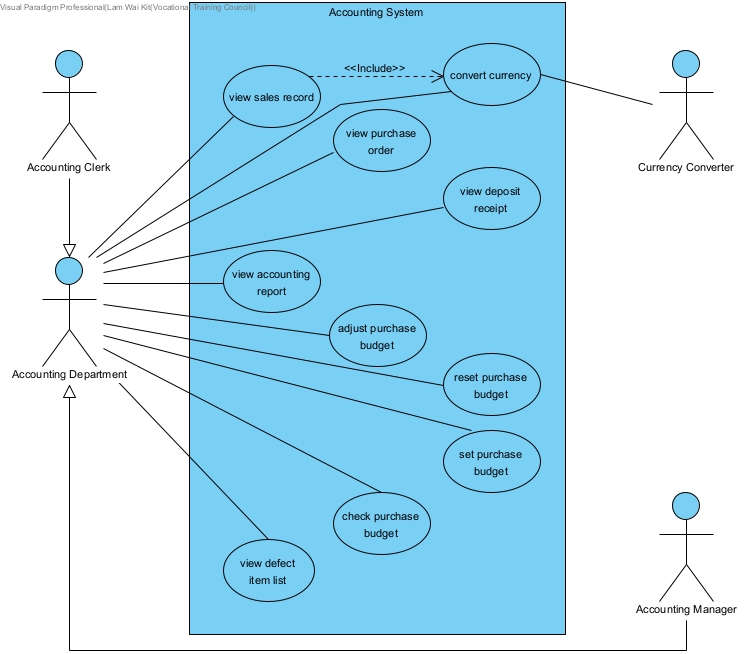 Visual Paradigm Professional(Lam Wai Kit(Vocational Training Council))
Accounting System
<<Include>>
convert currency
view sales record
view purchase
order
Accounting Clerk
Currency Converter
view deposit
receipt
view accounting
report
adjust purchase
budget
Accounting Department
reset purchase
budget
set purchase
budget
check purchase
budget
view defect
item list
Accounting Manager